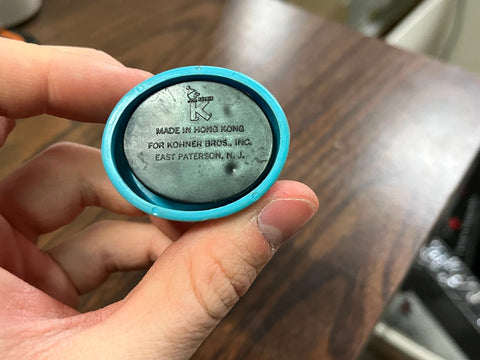 K
MADE IN HONG KONG
FOR KOHNER BROS., INC.
EAST PATERSON, N. J.